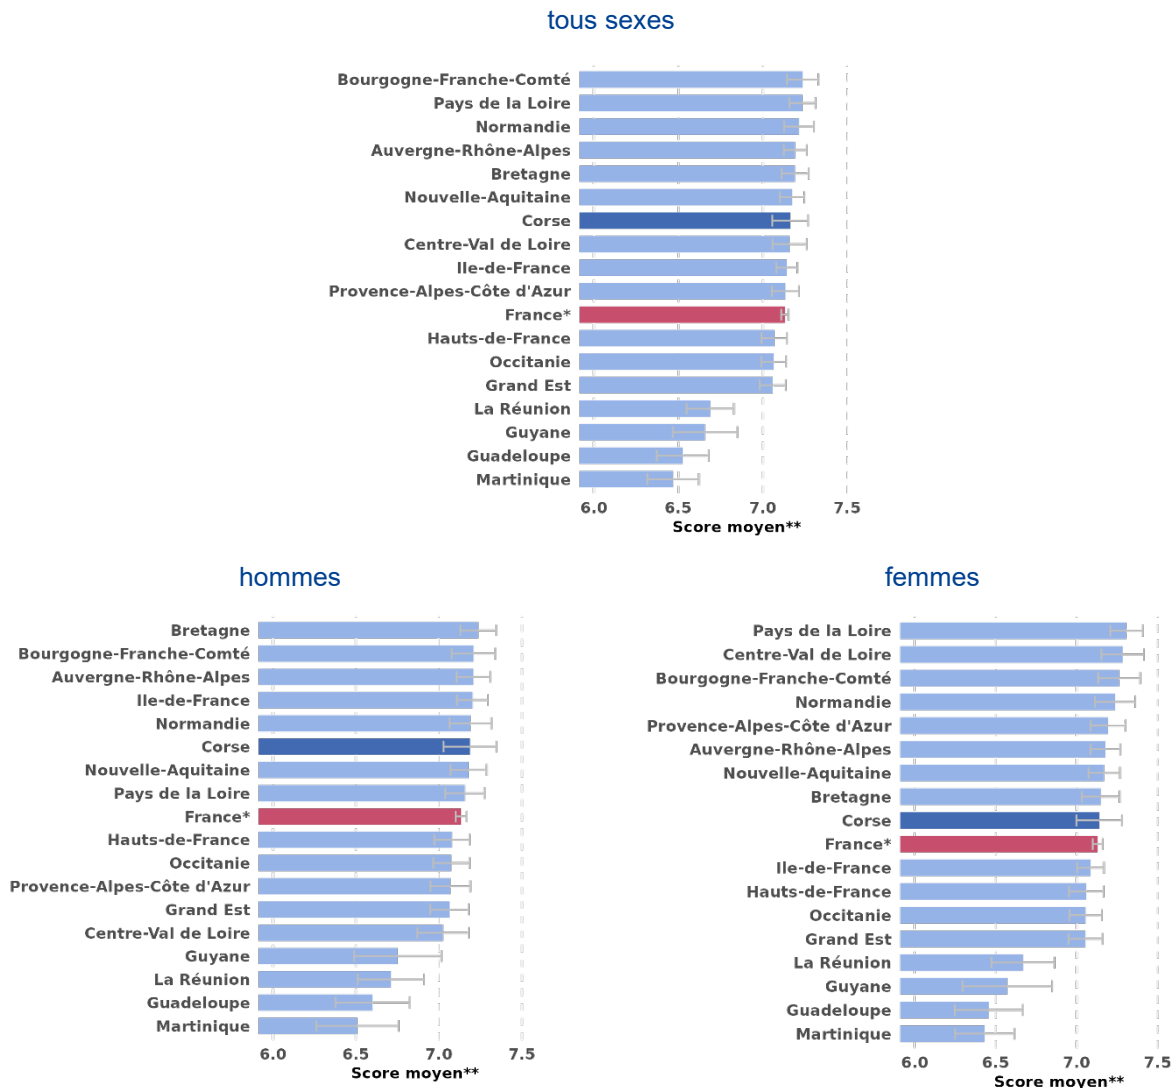 tous sexes
Bourgogne-Franche-Comté
Pays de la Loire
Normandie
Auvergne-Rhône-Alpes
Bretagne
Nouvelle-Aquitaine
Corse
Centre-Val de Loire
Ile-de-France
Provence-Alpes-Côte d'Azur
France*
Hauts-de-France
Occitanie
Grand Est
La Réunion
Guyane
Guadeloupe
Martinique
6.0 6.5 7.0 7.5
Score moyen**
hommes
Bretagne
Bourgogne-Franche-Comté
Auvergne-Rhône-Alpes
Ile-de-France
Normandie
Corse
Nouvelle-Aquitaine
Pays de la Loire
France*
Hauts-de-France
Occitanie
Provence-Alpes-Côte d'Azur
Grand Est
Centre-Val de Loire
Guyane
La Réunion
Guadeloupe
Martinique
6.0 6.5 7.0 7.5
Score moyen**
femmes
Pays de la Loire
Centre-Val de Loire
Bourgogne-Franche-Comté
Normandie
Provence-Alpes-Côte d'Azur
Auvergne-Rhône-Alpes
Nouvelle-Aquitaine
Bretagne
Corse
France*
Ile-de-France
Hauts-de-France
Occitanie
Grand Est
La Réunion
Guyane
Guadeloupe
Martinique
6.0 6.5 7.0 7.5
Score moyen**